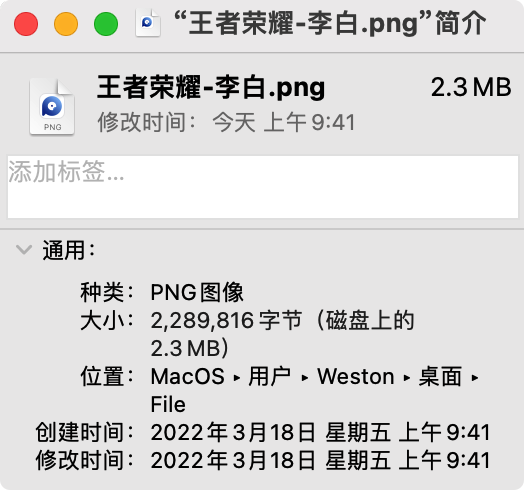 “王者荣耀-李白.png”简介
王者荣耀-李白.png 2.3 MB
修改时间：今天 上午9:41
PNG
添加标签...
通用：
种类：PNG图像
大小：2,289,816 字节（磁盘上的
2.3 MB）
位置：MacOS ▸ 用户 ▸ Weston ▸ 桌面 ▸
File
创建时间：2022年3月18日 星期五 上午9:41
修改时间：2022年3月18日 星期五 上午9:41